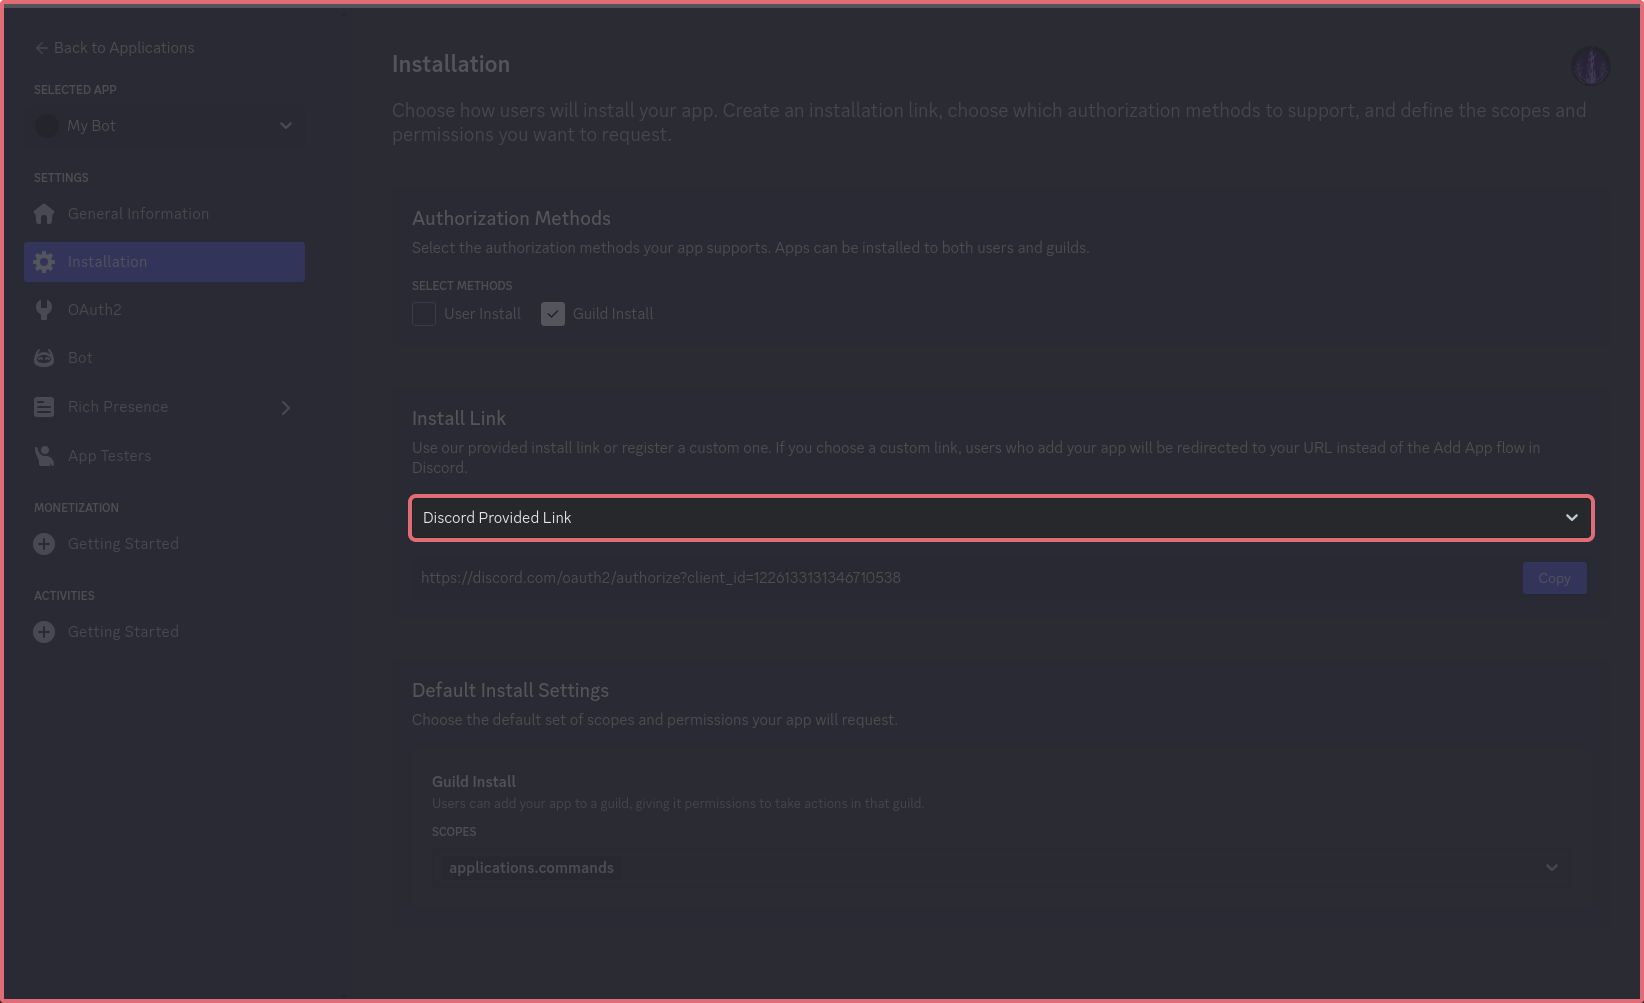 Back to Applications
SELECTED APP
My Bot
SETTINGS
General Information
Installation
OAuth2
Bot
Rich Presence
App Testers
MONETIZATION
Getting Started
ACTIVITIES
Getting Started
Installation
Choose how users will install your app. Create an installation link, choose which authorization methods to support, and define the scopes and
permissions you want to request.
Authorization Methods
Select the authorization methods your app supports. Apps can be installed to both users and guilds.
SELECT METHODS
User Install Guild Install
Install Link
Use our provided install link or register a custom one. If you choose a custom link, users who add your app will be redirected to your URL instead of the Add App flow in
Discord.
Discord Provided Link
https://discord.com/oauth2/authorize?client_id=1226133131346710538 Copy
Default Install Settings
Choose the default set of scopes and permissions your app will request.
Guild Install
Users can add your app to a guild, giving it permissions to take actions in that guild.
SCOPES
applications.commands